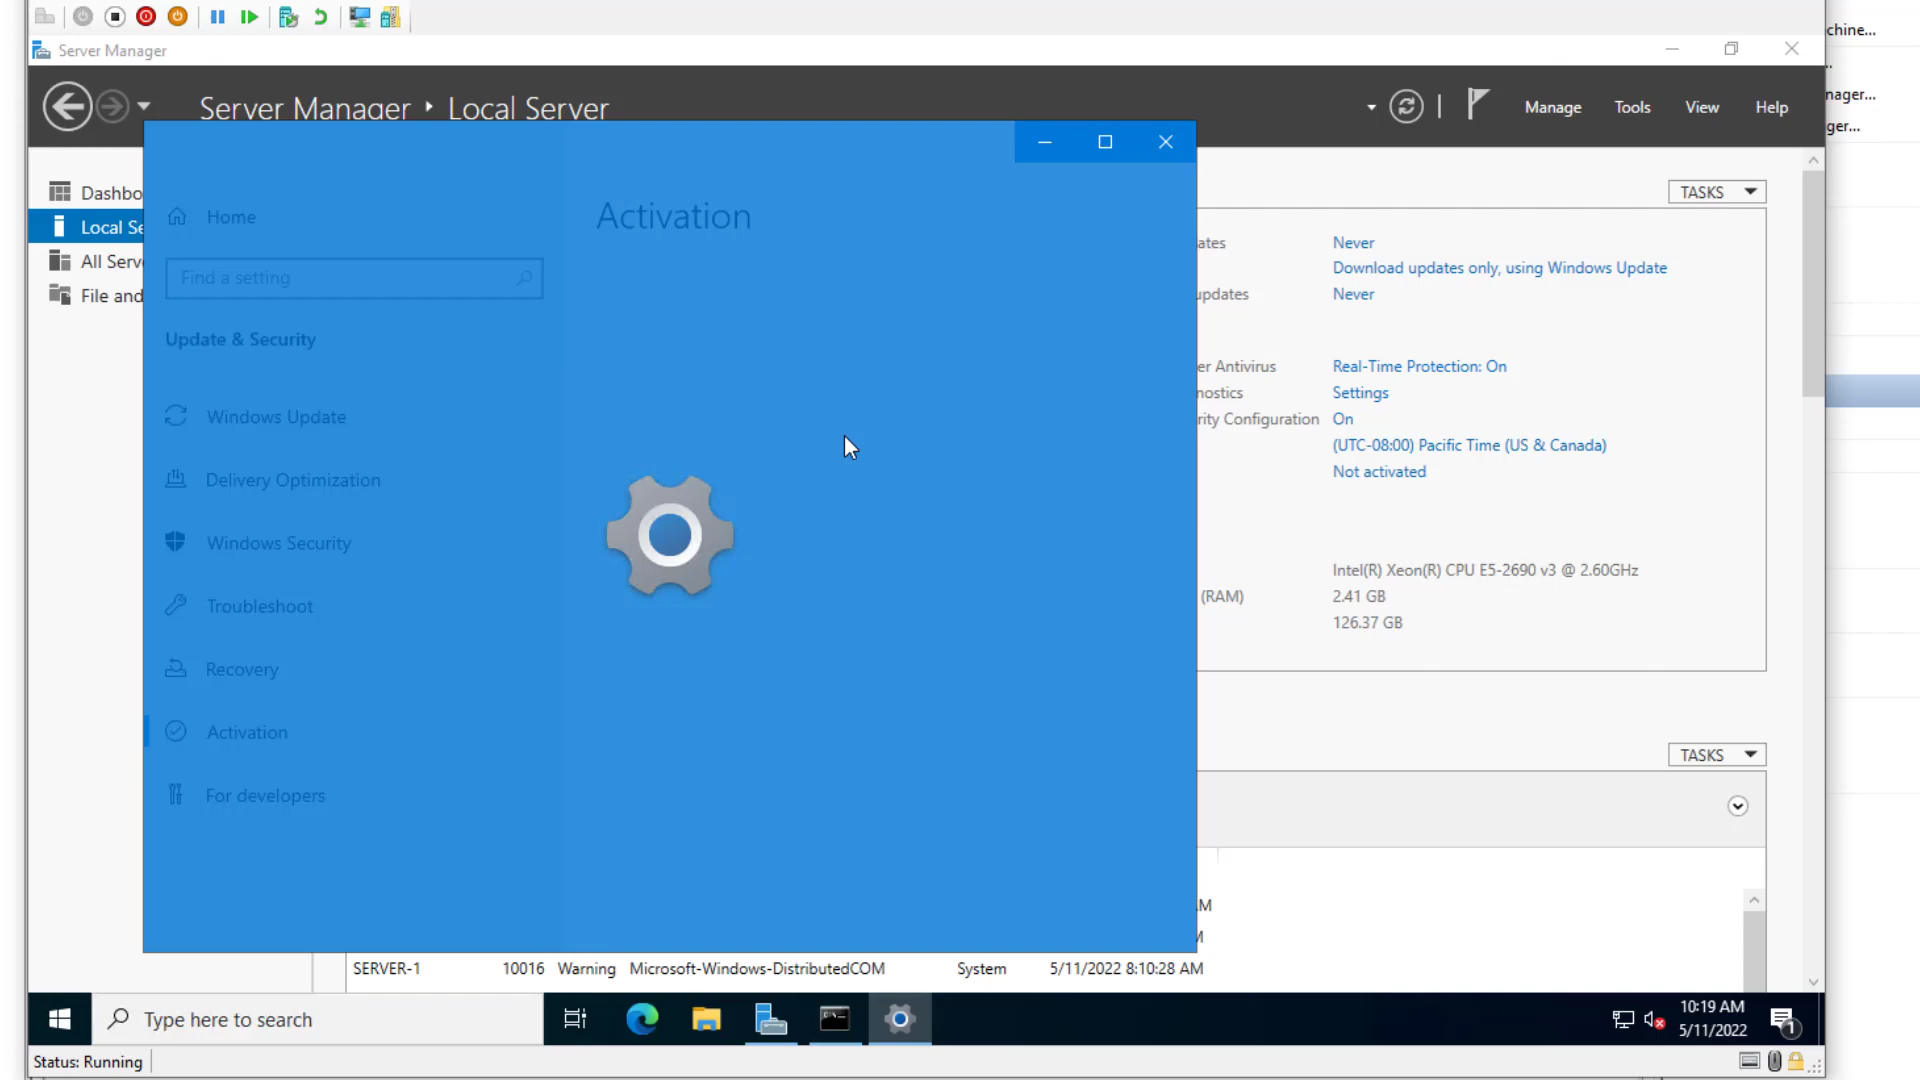 chine...
Server Manager
nager...
ger...
Server Manager ‣ Local Server
Manage
Tools
View
Help
Dashbo
Local Se
All Serv
File and
Home
Find a setting
Update & Security
Windows Update
Delivery Optimization
Windows Security
Troubleshoot
Recovery
Activation
For developers
Activation
TASKS
ates Never
Download updates only, using Windows Update
updates Never
er Antivirus Real-Time Protection: On
nostics Settings
rity Configuration On
(UTC-08:00) Pacific Time (US & Canada)
Not activated
Intel(R) Xeon(R) CPU E5-2690 v3 @ 2.60GHz
(RAM) 2.41 GB
126.37 GB
TASKS
M
M
SERVER-1 10016 Warning Microsoft-Windows-DistributedCOM System 5/11/2022 8:10:28 AM
Type here to search
10:19 AM
5/11/2022
1
Status: Running